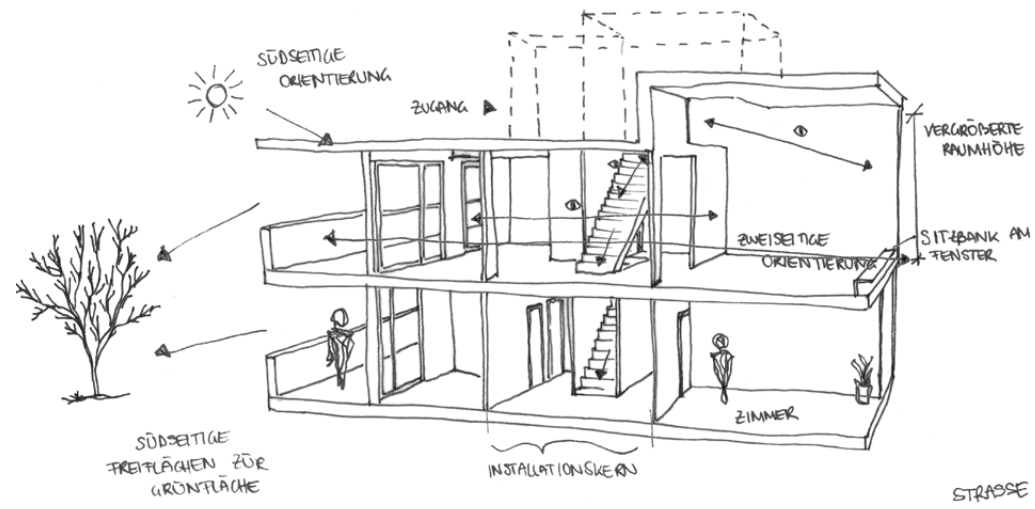 SÜDSEITIGE
ORIENTIERUNG
ZUGANG
VERGRÖßERTE
RAUMHÖHE
ZWEISEITIGE
ORIENTIERUNG
SITZBANK AM
FENSTER
ZIMMER
SÜDSEITIGE
FREIFLÄCHEN ZUR
GRÜNFLÄCHE
INSTALLATIONSKERN
STRASSE